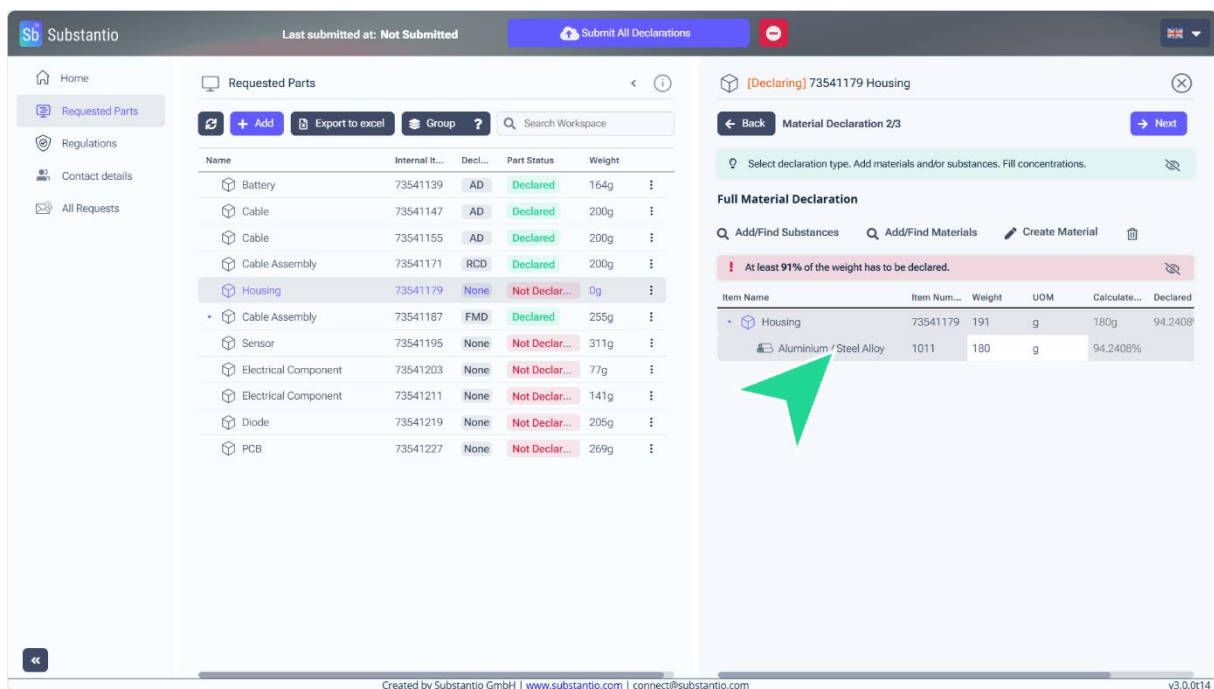 Sb Substantio
Last submitted at: Not Submitted
Submit All Declarations
Home
Requested Parts
Regulations
Contact details
All Requests
Requested Parts
+ Add
Export to excel
Group
?
Search Workspace
Name Internal It... Decl... Part Status Weight
Battery 73541139 AD Declared 164g
Cable 73541147 AD Declared 200g
Cable 73541155 AD Declared 200g
Cable Assembly 73541171 RCD Declared 200g
Housing 73541179 None Not Declar... 0g
Cable Assembly 73541187 FMD Declared 255g
Sensor 73541195 None Not Declar... 311g
Electrical Component 73541203 None Not Declar... 77g
Electrical Component 73541211 None Not Declar... 141g
Diode 73541219 None Not Declar... 205g
PCB 73541227 None Not Declar... 269g
[Declaring] 73541179 Housing
Back Material Declaration 2/3 Next
Select declaration type. Add materials and/or substances. Fill concentrations.
Full Material Declaration
Add/Find Substances Add/Find Materials Create Material
! At least 91% of the weight has to be declared.
Item Name Item Num... Weight UOM Calculate... Declared
Housing 73541179 191 g 180g 94.2408
Aluminium / Steel Alloy 1011 180 g 94.2408%
Created by Substantio GmbH | www.substantio.com | connect@substantio.com
v3.0.0t14